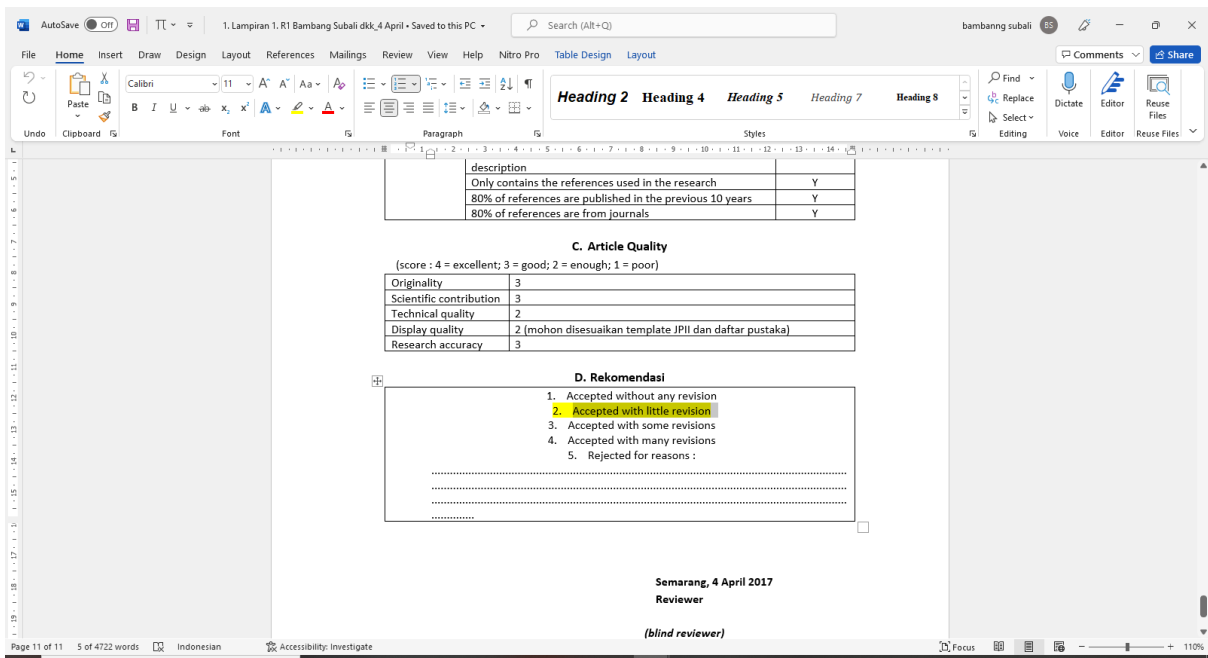 AutoSave Off 1. Lampiran 1. R1 Bambang Subali dkk_4 April • Saved to this PC Search (Alt+Q) bambanng subali BS
File Home Insert Draw Design Layout References Mailings Review View Help Nitro Pro Table Design Layout Comments Share
Paste Calibri 11 Heading 2 Heading 4 Heading 5 Heading 7 Heading 8 Find Replace Select Dictate Editor Reuse Files
Undo Clipboard Font Paragraph Styles Editing Voice Editor Reuse Files
description
Only contains the references used in the research Y
80% of references are published in the previous 10 years Y
80% of references are from journals Y
C. Article Quality
(score : 4 = excellent; 3 = good; 2 = enough; 1 = poor)
Originality 3
Scientific contribution 3
Technical quality 2
Display quality 2 (mohon disesuaikan template JPII dan daftar pustaka)
Research accuracy 3
D. Rekomendasi
1. Accepted without any revision
2. Accepted with little revision
3. Accepted with some revisions
4. Accepted with many revisions
5. Rejected for reasons :
Semarang, 4 April 2017
Reviewer
(blind reviewer)
Page 11 of 11 5 of 4722 words Indonesian Accessibility: Investigate Focus 110%